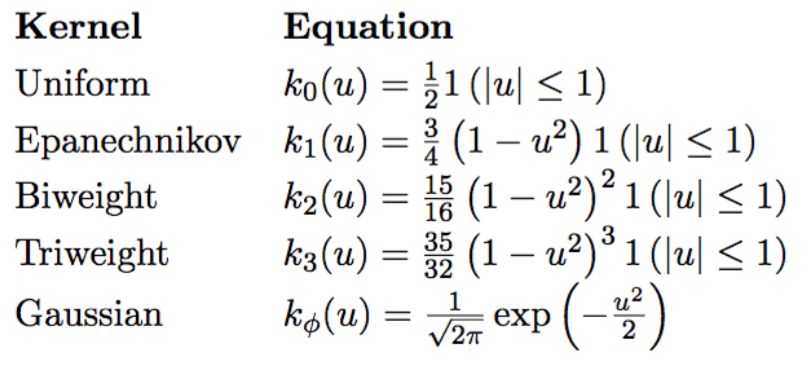 Kernel Equation
Uniform k₀(u) = ½1 (|u| ≤ 1)
Epanechnikov k₁(u) = ¾ (1 − u²) 1 (|u| ≤ 1)
Biweight k₂(u) = 15/16 (1 − u²)² 1 (|u| ≤ 1)
Triweight k₃(u) = 35/32 (1 − u²)³ 1 (|u| ≤ 1)
Gaussian k_ϕ(u) = 1/√2π exp (−u²/2)